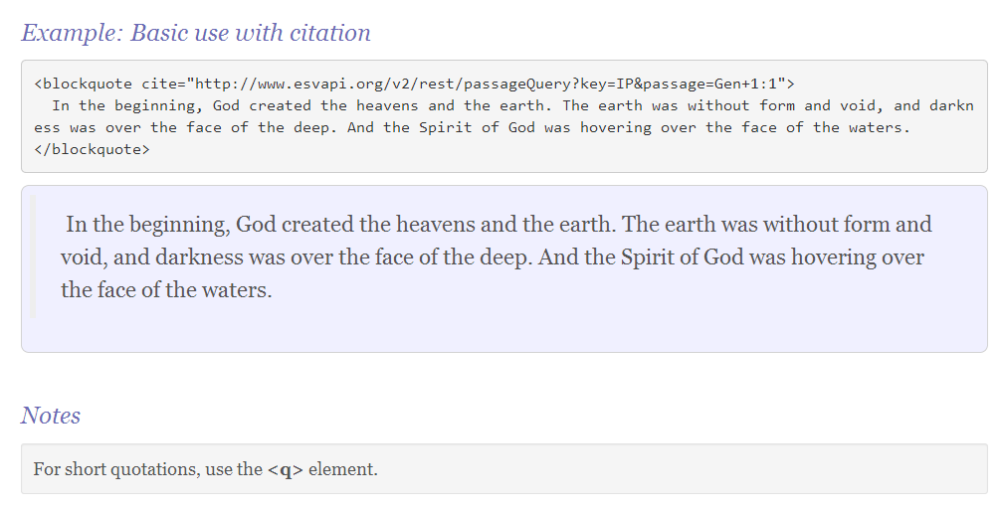 Example: Basic use with citation
<blockquote cite="http://www.esvapi.org/v2/rest/passageQuery?key=IP&passage=Gen+1:1">
In the beginning, God created the heavens and the earth. The earth was without form and void, and darkn
ess was over the face of the deep. And the Spirit of God was hovering over the face of the waters.
</blockquote>
In the beginning, God created the heavens and the earth. The earth was without form and
void, and darkness was over the face of the deep. And the Spirit of God was hovering over
the face of the waters.
Notes
For short quotations, use the <q> element.